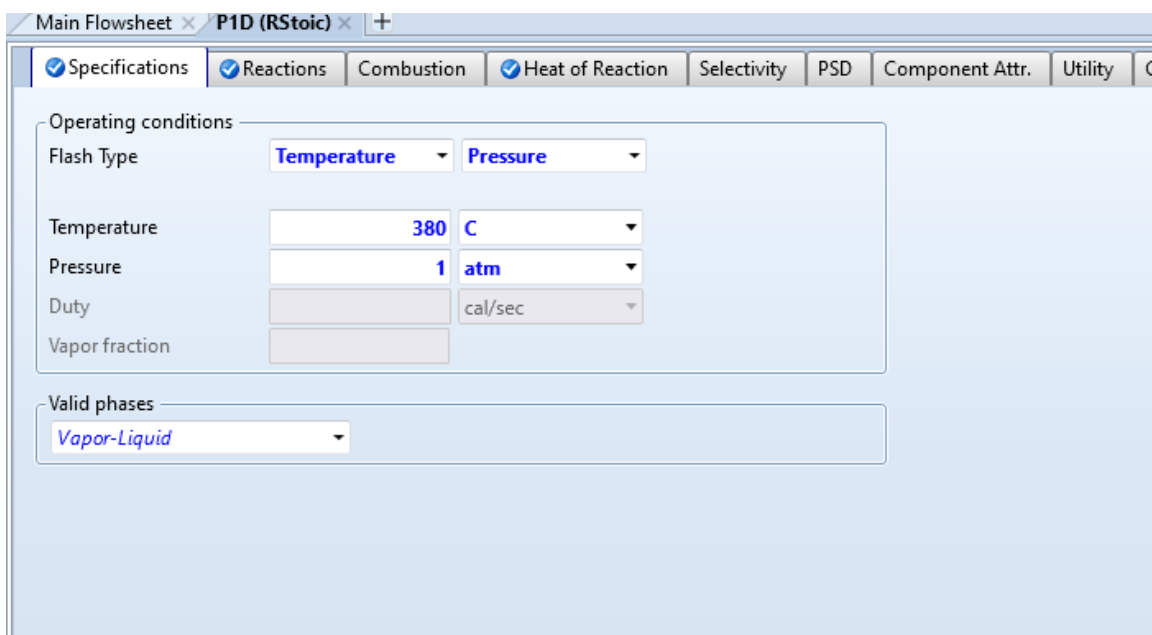 Main Flowsheet × P1D (RStoic) × +
Specifications Reactions Combustion Heat of Reaction Selectivity PSD Component Attr. Utility
Operating conditions
Flash Type Temperature Pressure
Temperature 380 C
Pressure 1 atm
Duty cal/sec
Vapor fraction
Valid phases
Vapor-Liquid